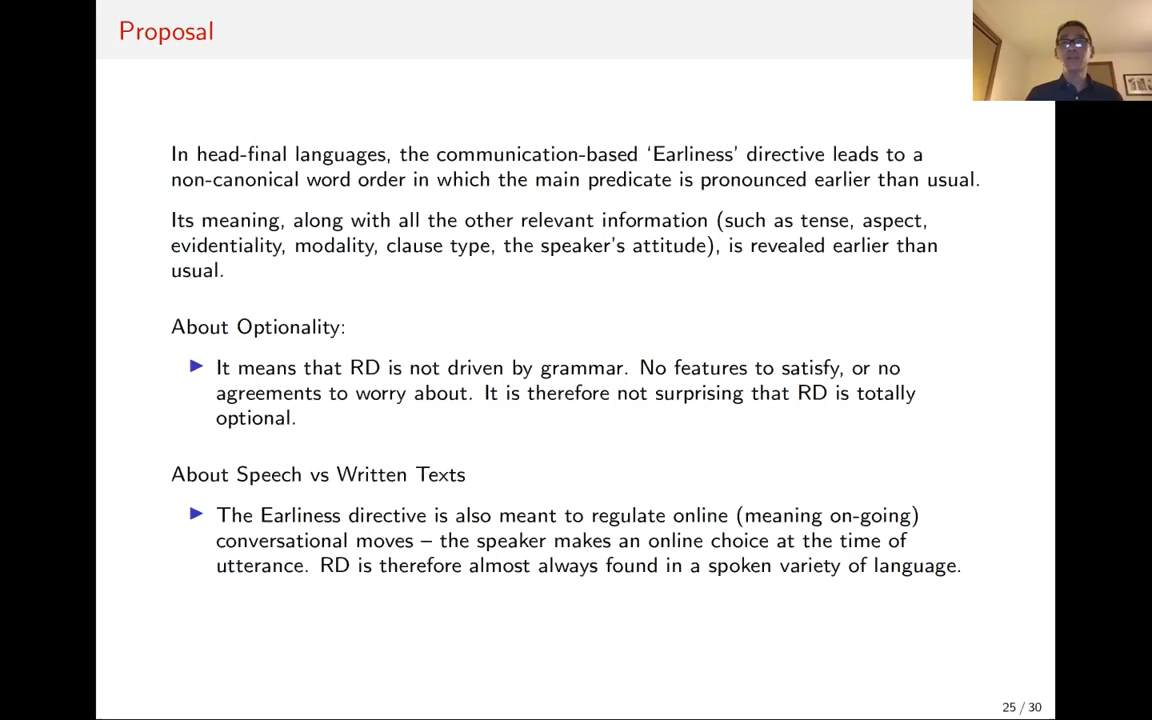 Proposal
In head-final languages, the communication-based ‘Earliness’ directive leads to a
non-canonical word order in which the main predicate is pronounced earlier than usual.
Its meaning, along with all the other relevant information (such as tense, aspect,
evidentiality, modality, clause type, the speaker’s attitude), is revealed earlier than
usual.
About Optionality:
It means that RD is not driven by grammar. No features to satisfy, or no
agreements to worry about. It is therefore not surprising that RD is totally
optional.
About Speech vs Written Texts
The Earliness directive is also meant to regulate online (meaning on-going)
conversational moves – the speaker makes an online choice at the time of
utterance. RD is therefore almost always found in a spoken variety of language.
25 / 30